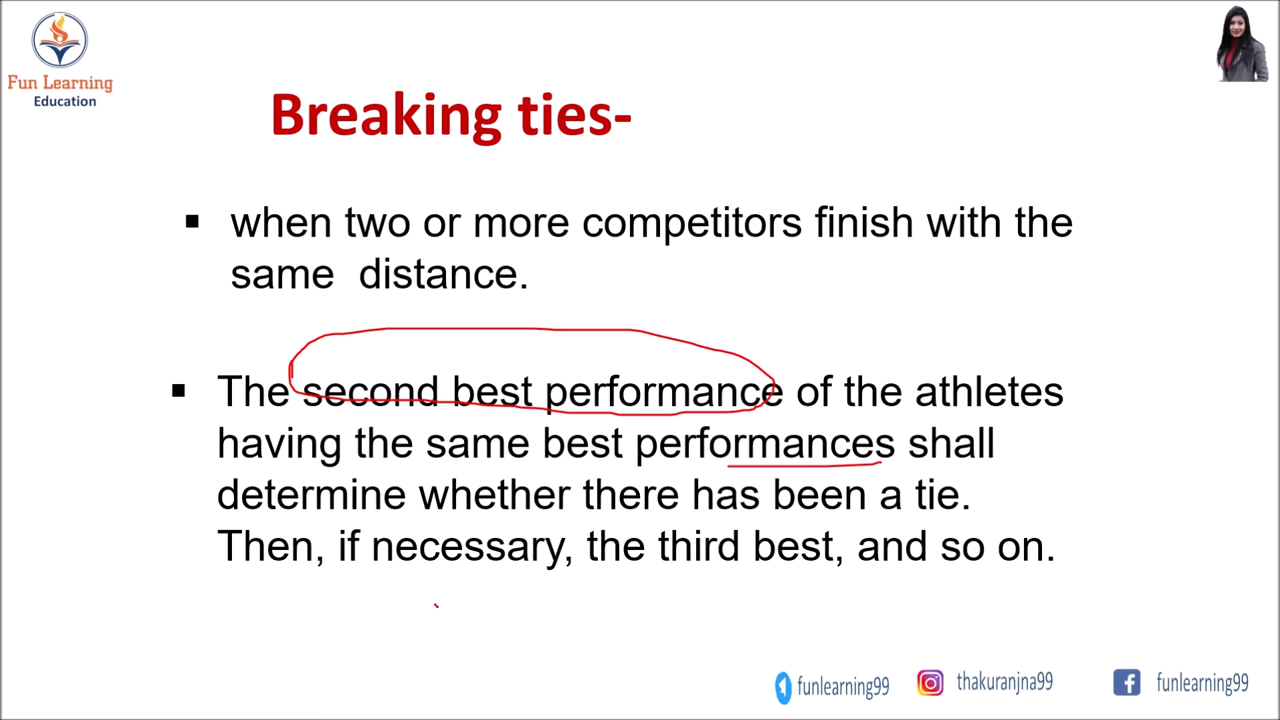 Fun Learning
Education
Breaking ties-
▪ when two or more competitors finish with the
same distance.
▪ The second best performance of the athletes
having the same best performances shall
determine whether there has been a tie.
Then, if necessary, the third best, and so on.
funlearning99 thakuranjna99 funlearning99